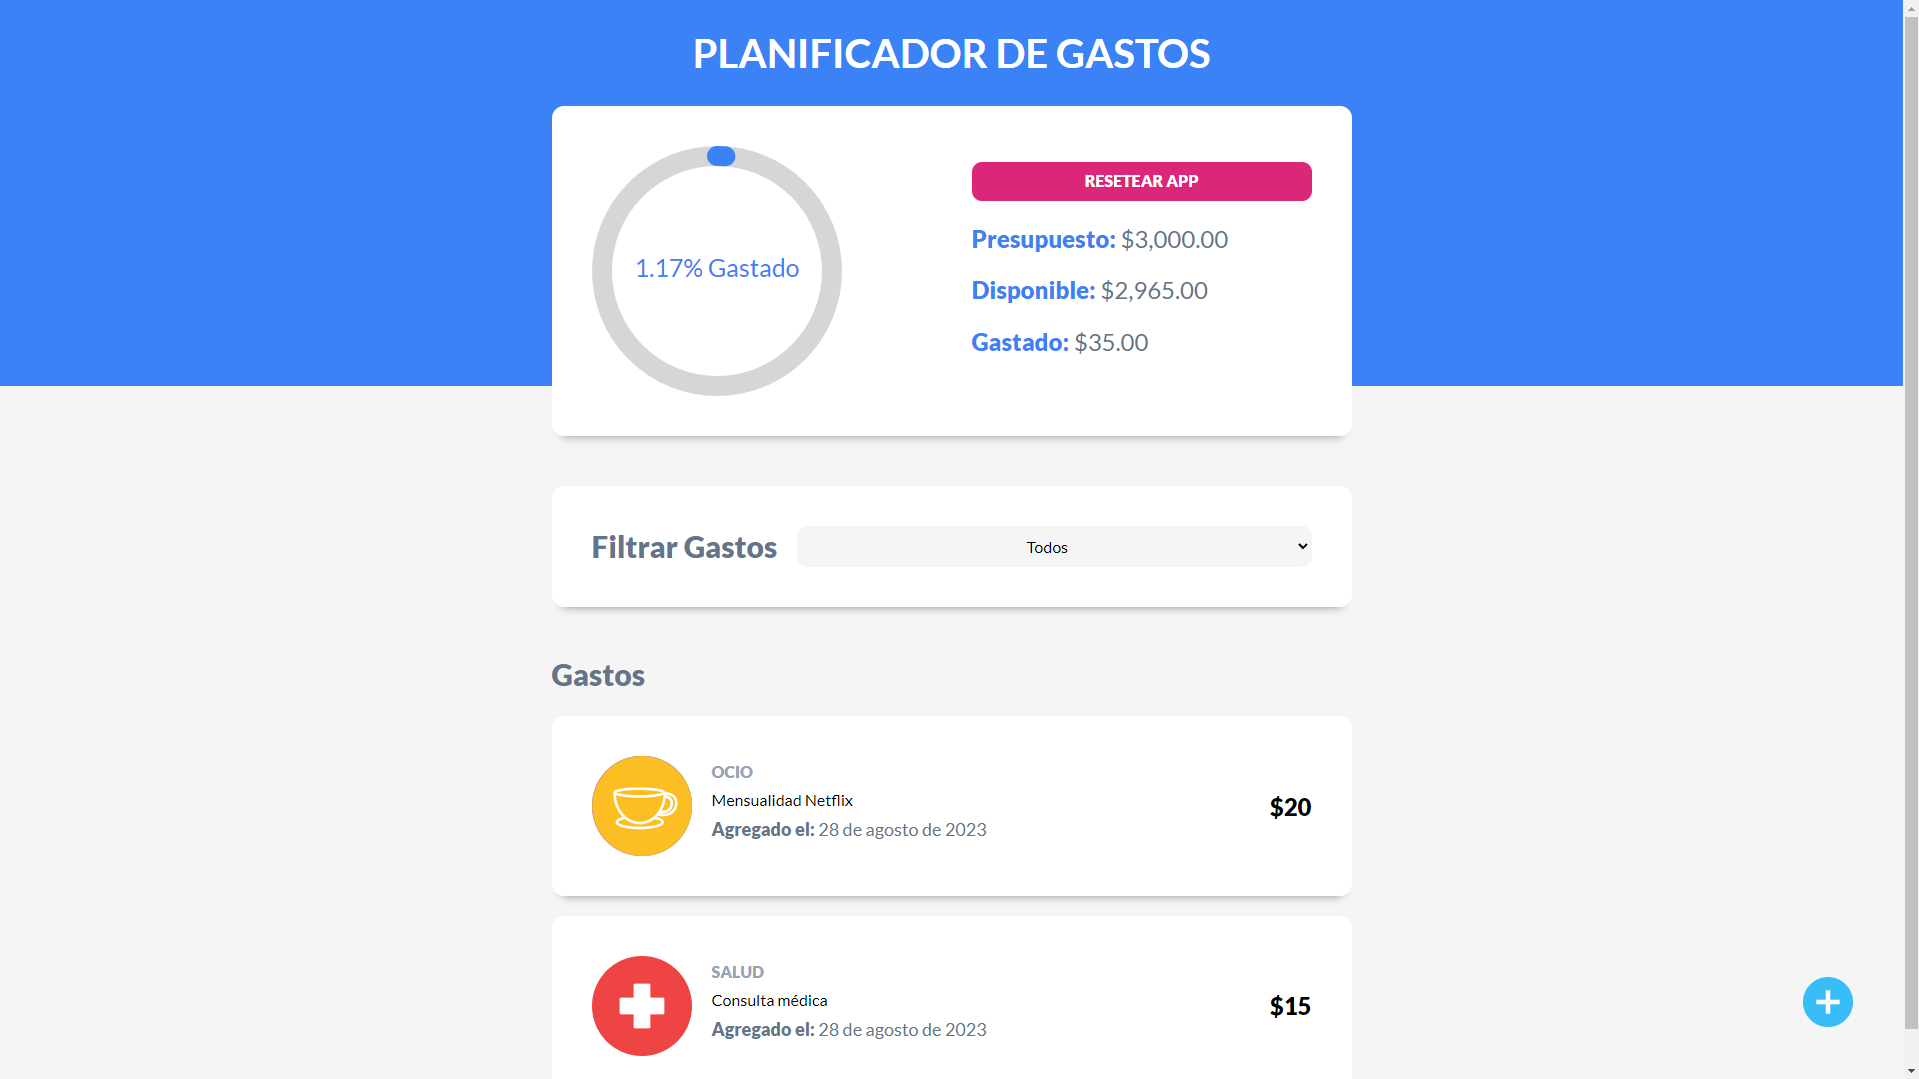 PLANIFICADOR DE GASTOS
1.17% Gastado
RESETEAR APP
Presupuesto: $3,000.00
Disponible: $2,965.00
Gastado: $35.00
Filtrar Gastos
Todos
Gastos
OCIO
Mensualidad Netflix
Agregado el: 28 de agosto de 2023
$20
SALUD
Consulta médica
Agregado el: 28 de agosto de 2023
$15